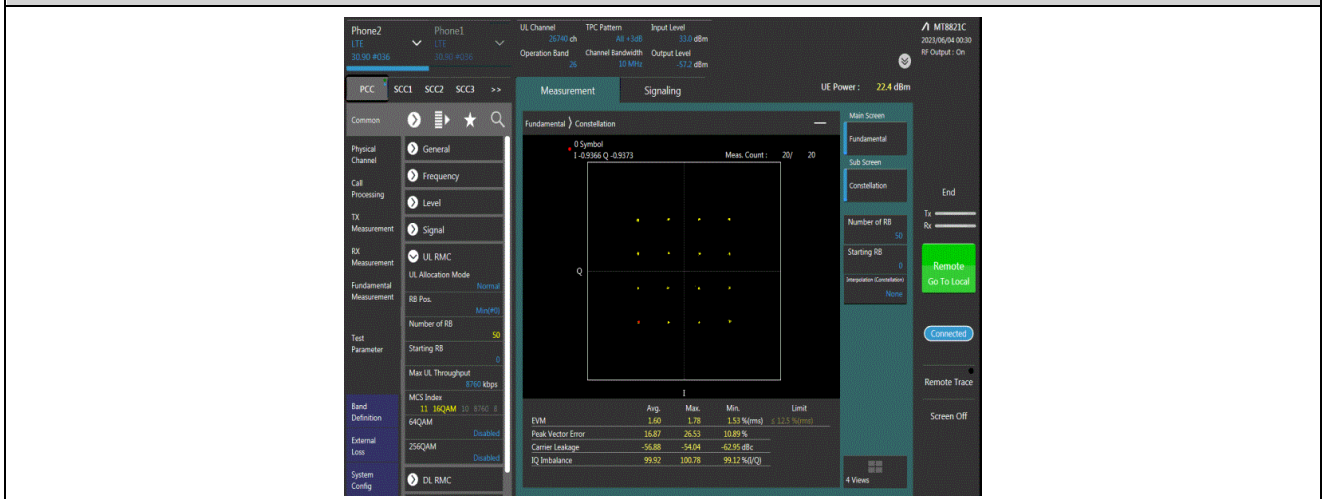 Phone2
LTE
30.90 #036
Phone1
LTE
30.90 #036
UL Channel
26740 ch
TPC Pattern
All +3dB
Input Level
33.0 dBm
Operation Band
26
Channel Bandwidth
10 MHz
Output Level
-57.2 dBm
MT8821C
2023/06/04 00:30
RF Output : On
PCC SCC1 SCC2 SCC3 >>
Measurement Signaling
UE Power : 22.4 dBm
Common
Physical
Channel
Call
Processing
TX
Measurement
RX
Measurement
Fundamental
Measurement
Test
Parameter
Band
Definition
External
Loss
System
Config
General
Frequency
Level
Signal
UL RMC
UL Allocation Mode
Normal
RB Pos.
Min(#0)
Number of RB
50
Starting RB
0
Max UL Throughput
8760 kbps
MCS Index
11 16QAM 10 8760 8
64QAM
Disabled
256QAM
Disabled
DL RMC
Fundamental 〉 Constellation
0 Symbol
I -0.9366 Q -0.9373
Meas. Count : 20/ 20
Q
I
Avg. Max. Min. Limit
EVM 1.60 1.78 1.53 %(rms) ≤ 12.5 %(rms)
Peak Vector Error 16.87 26.53 10.89 %
Carrier Leakage -56.88 -54.04 -62.95 dBc
IQ Imbalance 99.92 100.78 99.12 %(I/Q)
Main Screen
Fundamental
Sub Screen
Constellation
Number of RB
50
Starting RB
0
Interpolation (Constellation)
None
4 Views
End
Tx
Rx
Remote
Go To Local
Connected
Remote Trace
Screen Off